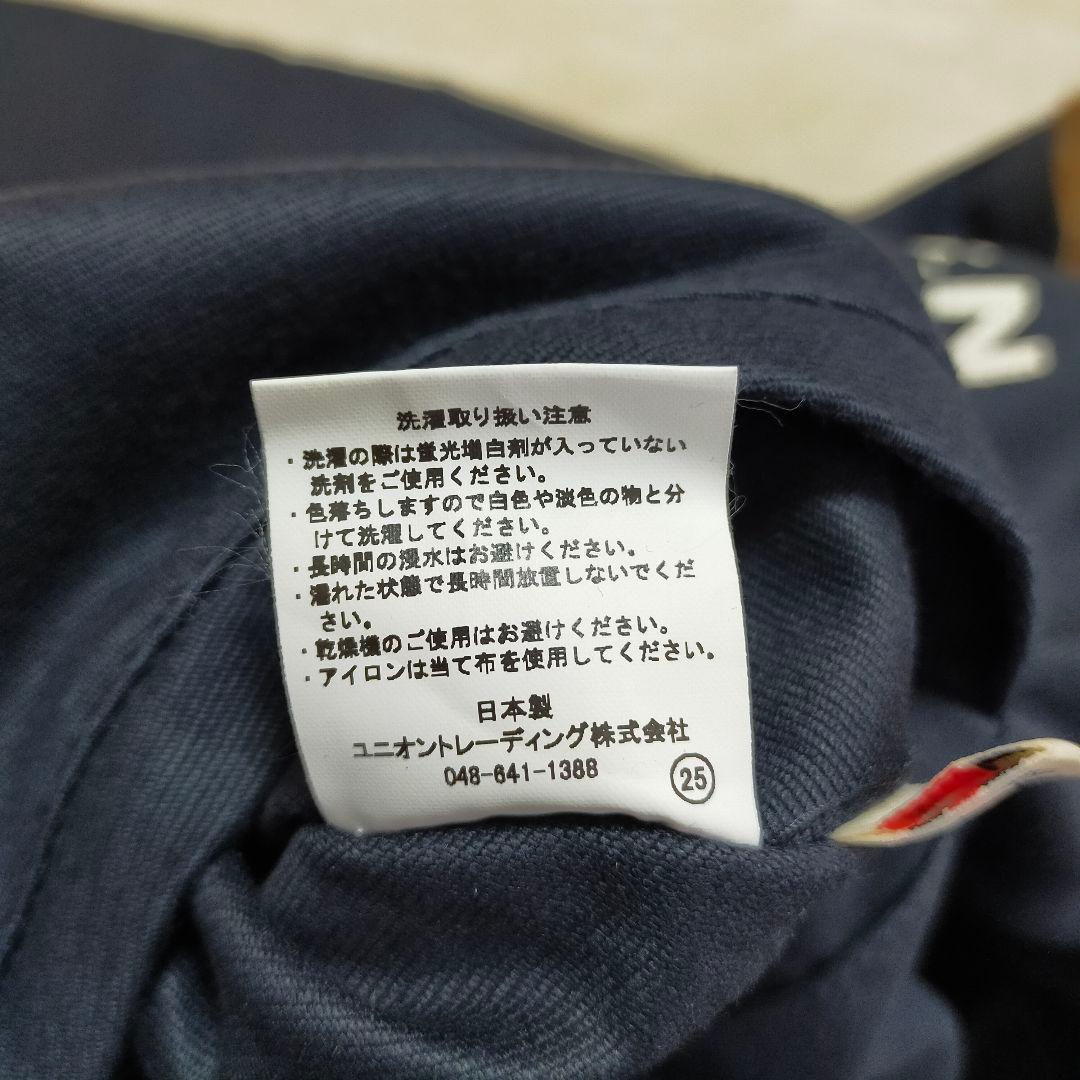 洗濯取り扱い注意
・洗濯の際は蛍光増白剤が入っていない
洗剤をご使用ください。
・色落ちしますので白色や淡色の物と分
けて洗濯してください。
・長時間の浸水はお避けください。
・濡れた状態で長時間放置しないでくだ
さい。
・乾燥機のご使用はお避けください。
・アイロンは当て布を使用してください。
日本製
ユニオントレーディング株式会社
048-641-1388
25
N